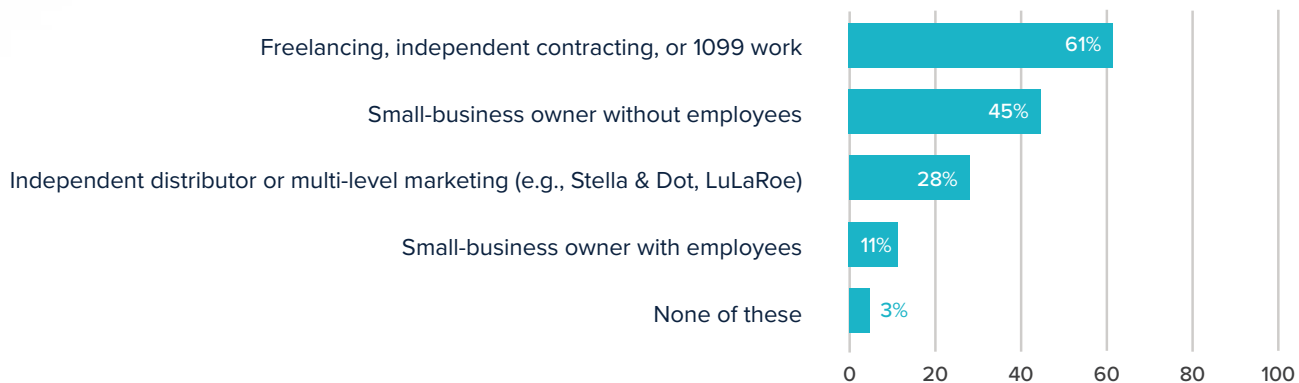 Freelancing, independent contracting, or 1099 work
61%
Small-business owner without employees
45%
Independent distributor or multi-level marketing (e.g., Stella & Dot, LuLaRoe)
28%
Small-business owner with employees
11%
None of these
3%
0 20 40 60 80 100